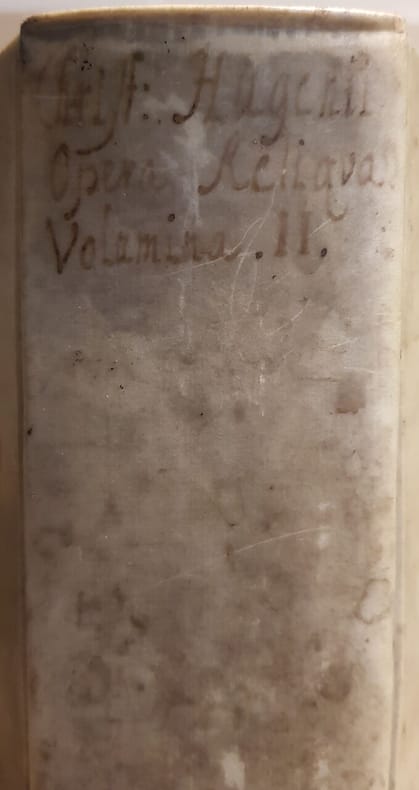 Christ: Hugenii
Opera Reliqua.
Volumina. II.